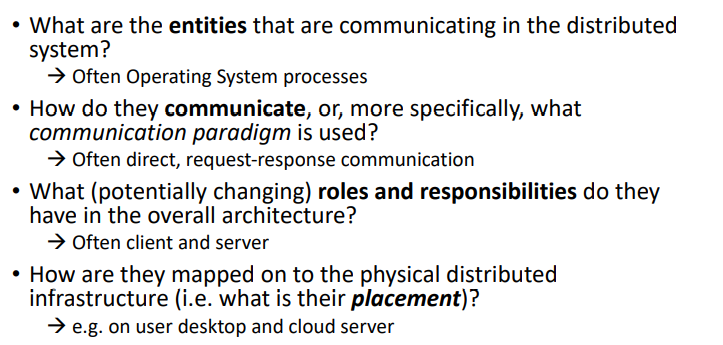 • What are the entities that are communicating in the distributed
system?
→ Often Operating System processes
• How do they communicate, or, more specifically, what
communication paradigm is used?
→ Often direct, request-response communication
• What (potentially changing) roles and responsibilities do they
have in the overall architecture?
→ Often client and server
• How are they mapped on to the physical distributed
infrastructure (i.e. what is their placement)?
→ e.g. on user desktop and cloud server